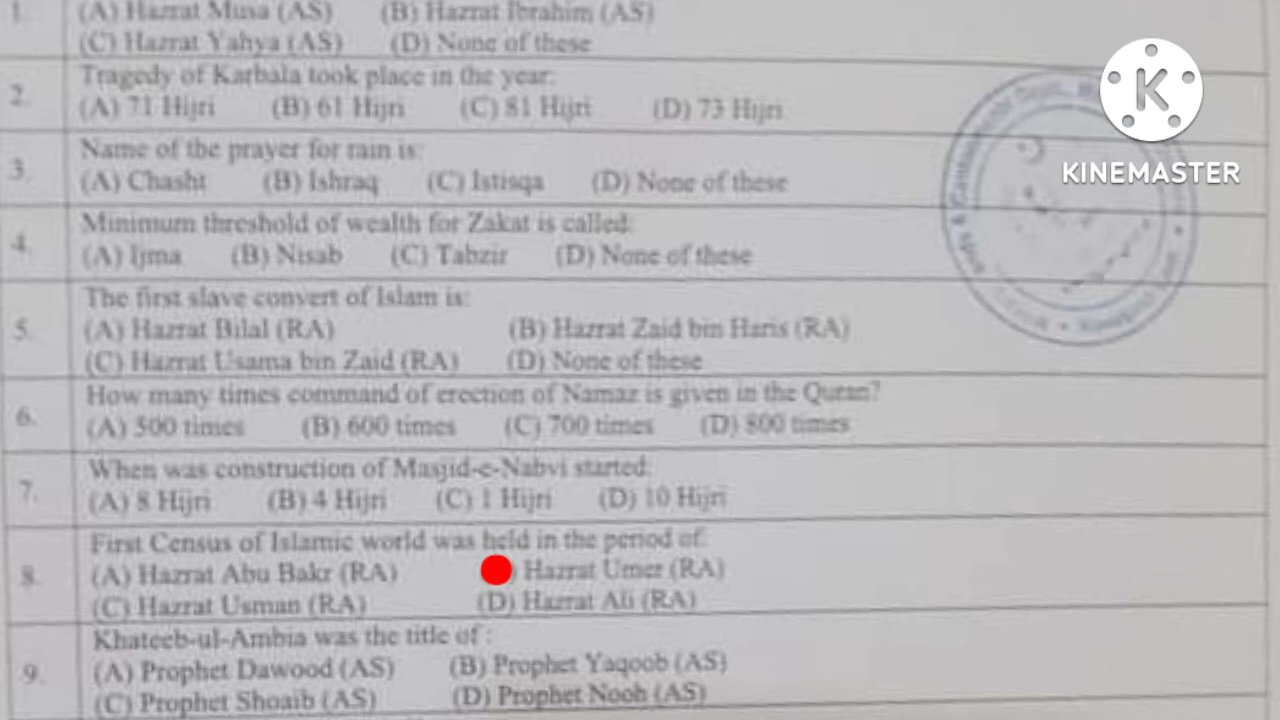 1. (A) Hazrat Musa (AS) (B) Hazrat Ibrahim (AS)
(C) Hazrat Yahya (AS) (D) None of these
2. Tragedy of Karbala took place in the year:
(A) 71 Hijri (B) 61 Hijri (C) 81 Hijri (D) 73 Hijri
3. Name of the prayer for rain is:
(A) Chasht (B) Ishraq (C) Istisqa (D) None of these
4. Minimum threshold of wealth for Zakat is called:
(A) Ijma (B) Nisab (C) Tabzir (D) None of these
5. The first slave convert of Islam is:
(A) Hazrat Bilal (RA) (B) Hazrat Zaid bin Haris (RA)
(C) Hazrat Usama bin Zaid (RA) (D) None of these
6. How many times command of erection of Namaz is given in the Quran?
(A) 500 times (B) 600 times (C) 700 times (D) 800 times
7. When was construction of Masjid-e-Nabvi started:
(A) 8 Hijri (B) 4 Hijri (C) 1 Hijri (D) 10 Hijri
8. First Census of Islamic world was held in the period of:
(A) Hazrat Abu Bakr (RA) ) Hazrat Umer (RA)
(C) Hazrat Usman (RA) (D) Hazrat Ali (RA)
9. Khateeb-ul-Ambia was the title of :
(A) Prophet Dawood (AS) (B) Prophet Yaqoob (AS)
(C) Prophet Shoaib (AS) (D) Prophet Nooh (AS)
K
KINEMASTER